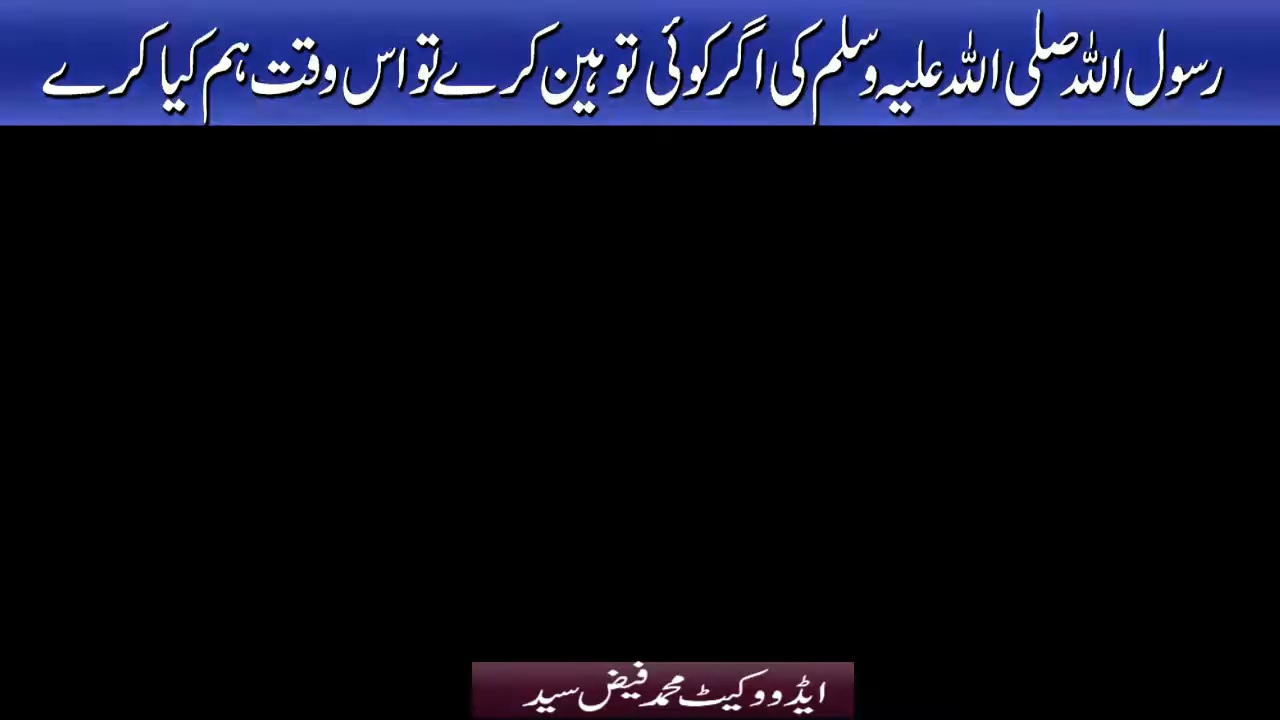 رسول اللہ صلی اللہ علیہ وسلم کی اگر کوئی توہین کرے تو اس وقت ہم کیا کرے
ایڈووکیٹ محمد فیض سید